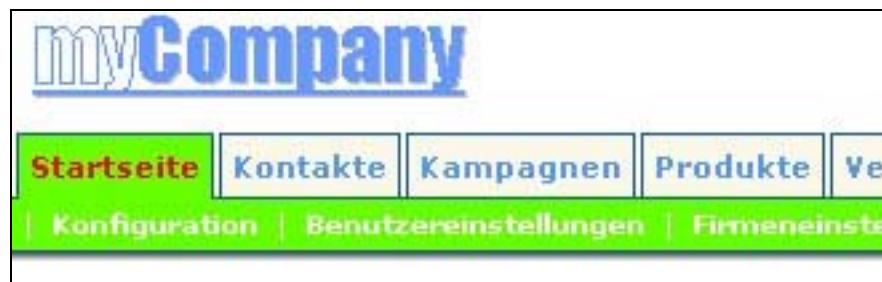 myCompany
Startseite Kontakte Kampagnen Produkte
| Konfiguration | Benutzereinstellungen |